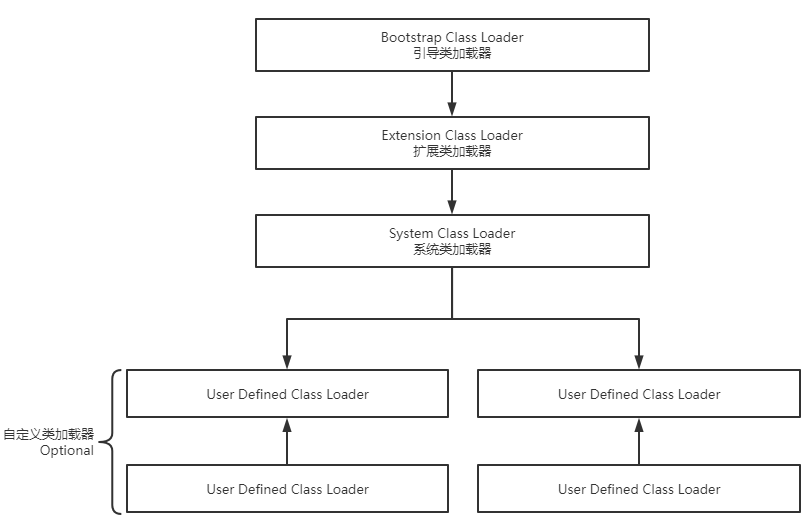 Bootstrap Class Loader
引导类加载器
Extension Class Loader
扩展类加载器
System Class Loader
系统类加载器
User Defined Class Loader
User Defined Class Loader
自定义类加载器
Optional
User Defined Class Loader
User Defined Class Loader